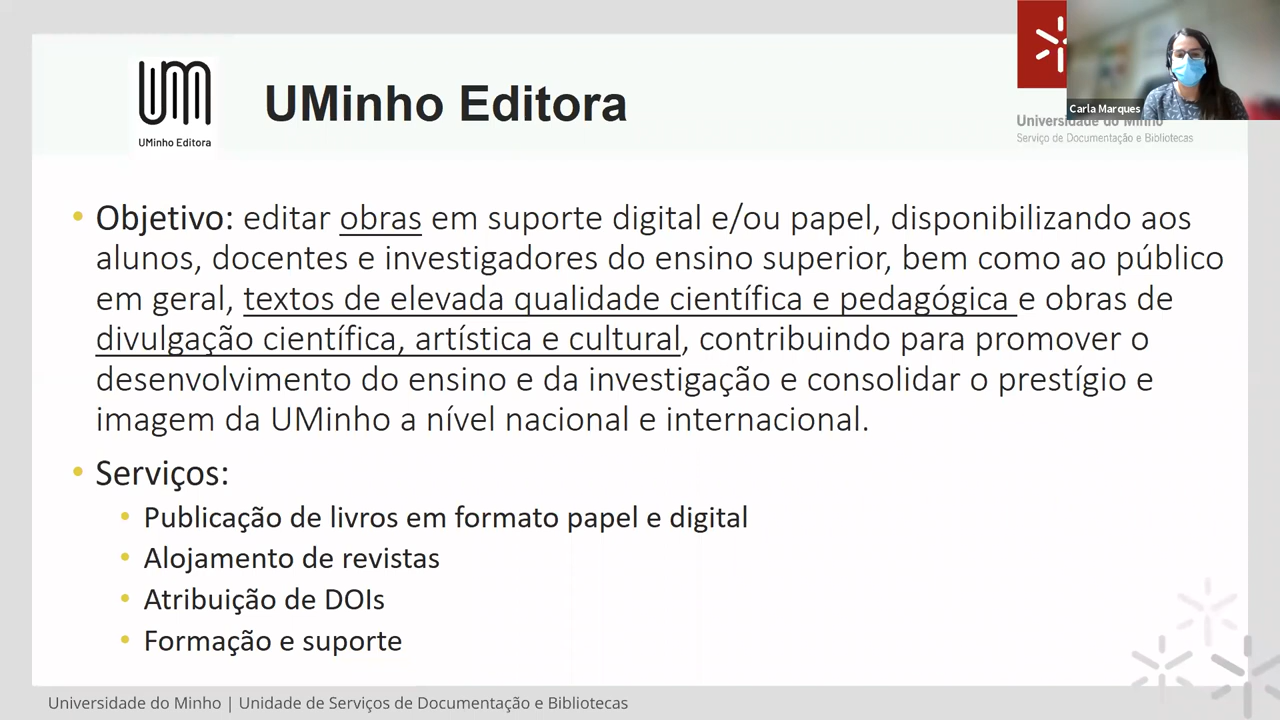 UMinho Editora
UMinho Editora
Carla Marques
Universidade do Minho
Serviço de Documentação e Bibliotecas
• Objetivo: editar obras em suporte digital e/ou papel, disponibilizando aos
alunos, docentes e investigadores do ensino superior, bem como ao público
em geral, textos de elevada qualidade científica e pedagógica e obras de
divulgação científica, artística e cultural, contribuindo para promover o
desenvolvimento do ensino e da investigação e consolidar o prestígio e
imagem da UMinho a nível nacional e internacional.
• Serviços:
• Publicação de livros em formato papel e digital
• Alojamento de revistas
• Atribuição de DOIs
• Formação e suporte
Universidade do Minho | Unidade de Serviços de Documentação e Bibliotecas